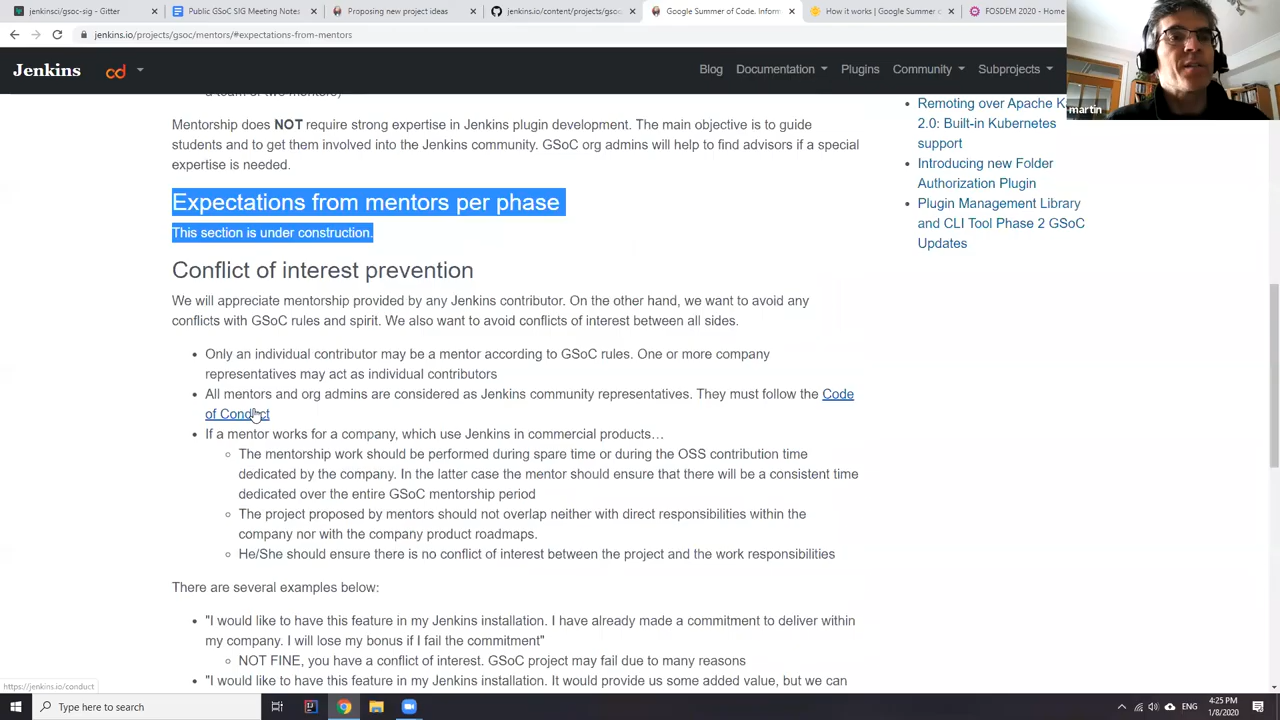 jenkinsci/gsoc-sig - Gitter
Public GSoC SIG Meeting Notes
Proposing new project ideas
jenkins.io/content/projects/gsoc
Google Summer of Code. Inform
How it works | Google Summer of
FOSDEM 2020 - Home
jenkins.io/projects/gsoc/mentors/#expectations-from-mentors
Jenkins
cd
Blog
Documentation
Plugins
Community
Subprojects
martin
Mentorship does NOT require strong expertise in Jenkins plugin development. The main objective is to guide
students and to get them involved into the Jenkins community. GSoC org admins will help to find advisors if a special
expertise is needed.
Expectations from mentors per phase
This section is under construction.
Conflict of interest prevention
We will appreciate mentorship provided by any Jenkins contributor. On the other hand, we want to avoid any
conflicts with GSoC rules and spirit. We also want to avoid conflicts of interest between all sides.
Only an individual contributor may be a mentor according to GSoC rules. One or more company
representatives may act as individual contributors
All mentors and org admins are considered as Jenkins community representatives. They must follow the Code
of Conduct
If a mentor works for a company, which use Jenkins in commercial products…
The mentorship work should be performed during spare time or during the OSS contribution time
dedicated by the company. In the latter case the mentor should ensure that there will be a consistent time
dedicated over the entire GSoC mentorship period
The project proposed by mentors should not overlap neither with direct responsibilities within the
company nor with the company product roadmaps.
He/She should ensure there is no conflict of interest between the project and the work responsibilities
There are several examples below:
"I would like to have this feature in my Jenkins installation. I have already made a commitment to deliver within
my company. I will lose my bonus if I fail the commitment"
NOT FINE, you have a conflict of interest. GSoC project may fail due to many reasons
"I would like to have this feature in my Jenkins installation. It would provide us some added value, but we can
Remoting over Apache K
2.0: Built-in Kubernetes
support
Introducing new Folder
Authorization Plugin
Plugin Management Library
and CLI Tool Phase 2 GSoC
Updates
https://jenkins.io/conduct
Type here to search
ENG
4:25 PM
1/8/2020